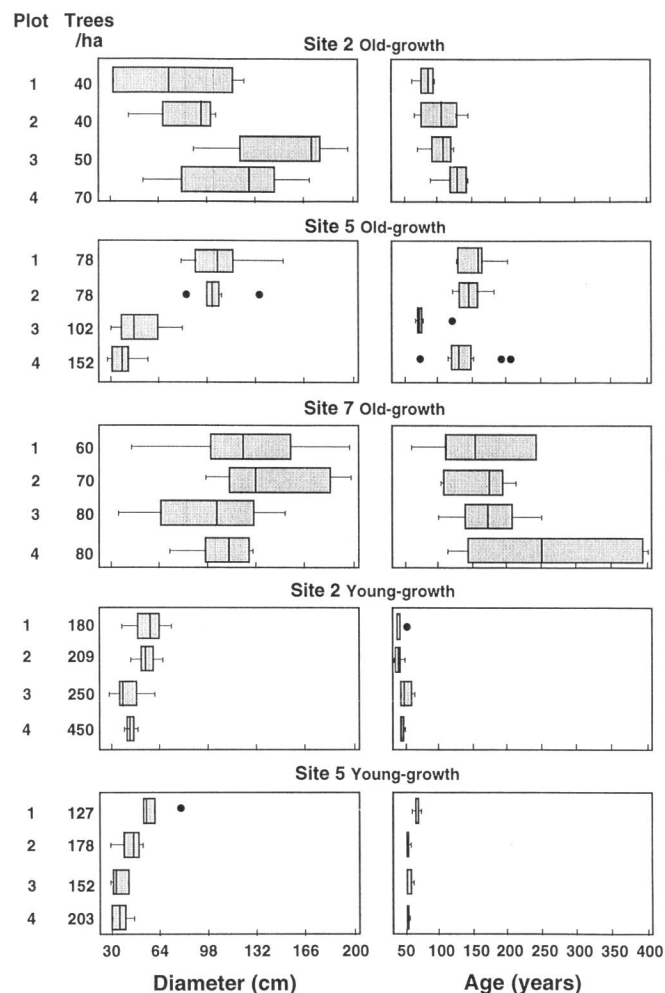 Plot Trees
/ha
Site 2 Old-growth
1 40
2 40
3 50
4 70
Site 5 Old-growth
1 78
2 78
3 102
4 152
Site 7 Old-growth
1 60
2 70
3 80
4 80
Site 2 Young-growth
1 180
2 209
3 250
4 450
Site 5 Young-growth
1 127
2 178
3 152
4 203
30 64 98 132 166 200 50 100 150 200 250 300 350 400
Diameter (cm) Age (years)